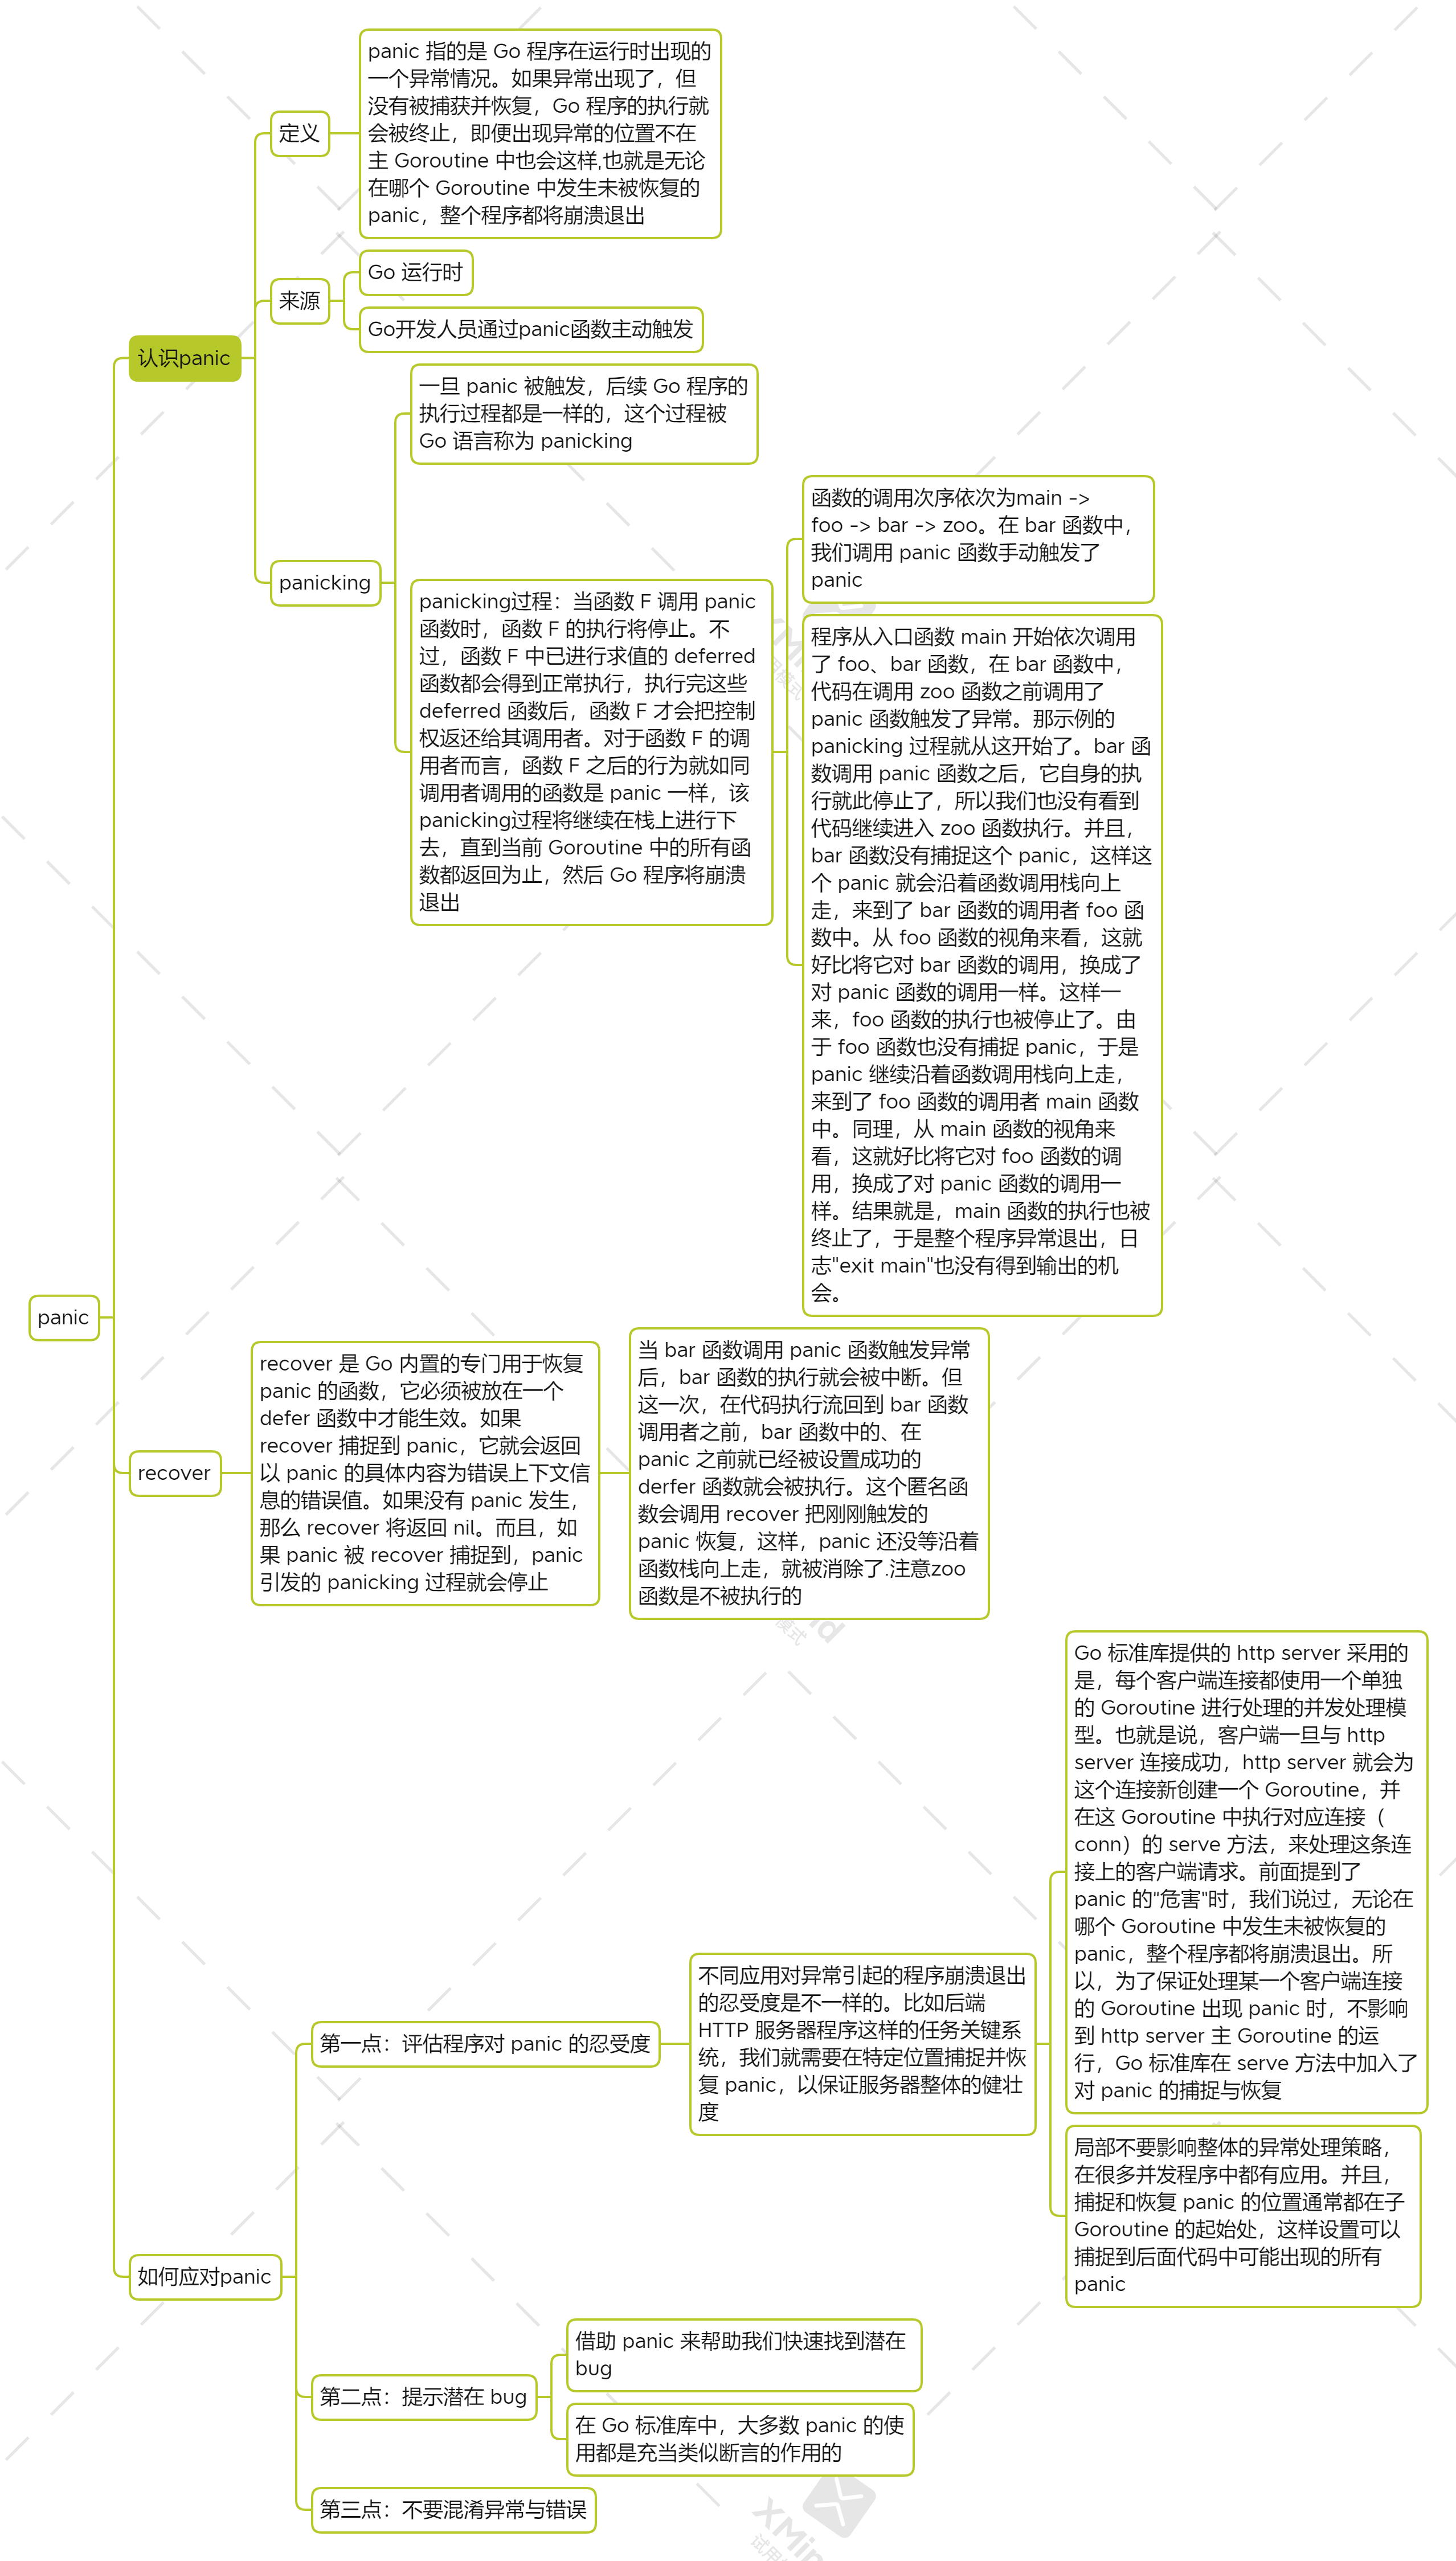 panic
认识panic
定义
panic 指的是 Go 程序在运行时出现的
一个异常情况。如果异常出现了，但
没有被捕获并恢复，Go 程序的执行就
会被终止，即便出现异常的位置不在
主 Goroutine 中也会这样,也就是无论
在哪个 Goroutine 中发生未被恢复的
panic，整个程序都将崩溃退出
来源
Go 运行时
Go开发人员通过panic函数主动触发
panicking
一旦 panic 被触发，后续 Go 程序的
执行过程都是一样的，这个过程被
Go 语言称为 panicking
panicking过程：当函数 F 调用 panic
函数时，函数 F 的执行将停止。不
过，函数 F 中已进行求值的 deferred
函数都会得到正常执行，执行完这些
deferred 函数后，函数 F 才会把控制
权返还给其调用者。对于函数 F 的调
用者而言，函数 F 之后的行为就如同
调用者调用的函数是 panic 一样，该
panicking过程将继续在栈上进行下
去，直到当前 Goroutine 中的所有函
数都返回为止，然后 Go 程序将崩溃
退出
函数的调用次序依次为main ->
foo -> bar -> zoo。在 bar 函数中，
我们调用 panic 函数手动触发了
panic
程序从入口函数 main 开始依次调用
了 foo、bar 函数，在 bar 函数中，
代码在调用 zoo 函数之前调用了
panic 函数触发了异常。那示例的
panicking 过程就从这开始了。bar 函
数调用 panic 函数之后，它自身的执
行就此停止了，所以我们也没有看到
代码继续进入 zoo 函数执行。并且，
bar 函数没有捕捉这个 panic，这样这
个 panic 就会沿着函数调用栈向上
走，来到了 bar 函数的调用者 foo 函
数中。从 foo 函数的视角来看，这就
好比将它对 bar 函数的调用，换成了
对 panic 函数的调用一样。这样一
来，foo 函数的执行也被停止了。由
于 foo 函数也没有捕捉 panic，于是
panic 继续沿着函数调用栈向上走，
来到了 foo 函数的调用者 main 函数
中。同理，从 main 函数的视角来
看，这就好比将它对 foo 函数的调
用，换成了对 panic 函数的调用一
样。结果就是，main 函数的执行也被
终止了，于是整个程序异常退出，日
志"exit main"也没有得到输出的机
会。
recover
recover 是 Go 内置的专门用于恢复
panic 的函数，它必须被放在一个
defer 函数中才能生效。如果
recover 捕捉到 panic，它就会返回
以 panic 的具体内容为错误上下文信
息的错误值。如果没有 panic 发生，
那么 recover 将返回 nil。而且，如
果 panic 被 recover 捕捉到，panic
引发的 panicking 过程就会停止
当 bar 函数调用 panic 函数触发异常
后，bar 函数的执行就会被中断。但
这一次，在代码执行流回到 bar 函数
调用者之前，bar 函数中的、在
panic 之前就已经被设置成功的
derfer 函数就会被执行。这个匿名函
数会调用 recover 把刚刚触发的
panic 恢复，这样，panic 还没等沿着
函数栈向上走，就被消除了.注意zoo
函数是不被执行的
如何应对panic
第一点：评估程序对 panic 的忍受度
不同应用对异常引起的程序崩溃退出
的忍受度是不一样的。比如后端
HTTP 服务器程序这样的任务关键系
统，我们就需要在特定位置捕捉并恢
复 panic，以保证服务器整体的健壮
度
Go 标准库提供的 http server 采用的
是，每个客户端连接都使用一个单独
的 Goroutine 进行处理的并发处理模
型。也就是说，客户端一旦与 http
server 连接成功，http server 就会为
这个连接新创建一个 Goroutine，并
在这 Goroutine 中执行对应连接（
conn）的 serve 方法，来处理这条连
接上的客户端请求。前面提到了
panic 的"危害"时，我们说过，无论在
哪个 Goroutine 中发生未被恢复的
panic，整个程序都将崩溃退出。所
以，为了保证处理某一个客户端连接
的 Goroutine 出现 panic 时，不影响
到 http server 主 Goroutine 的运
行，Go 标准库在 serve 方法中加入了
对 panic 的捕捉与恢复
局部不要影响整体的异常处理策略，
在很多并发程序中都有应用。并且，
捕捉和恢复 panic 的位置通常都在子
Goroutine 的起始处，这样设置可以
捕捉到后面代码中可能出现的所有
panic
第二点：提示潜在 bug
借助 panic 来帮助我们快速找到潜在
bug
在 Go 标准库中，大多数 panic 的使
用都是充当类似断言的作用的
第三点：不要混淆异常与错误